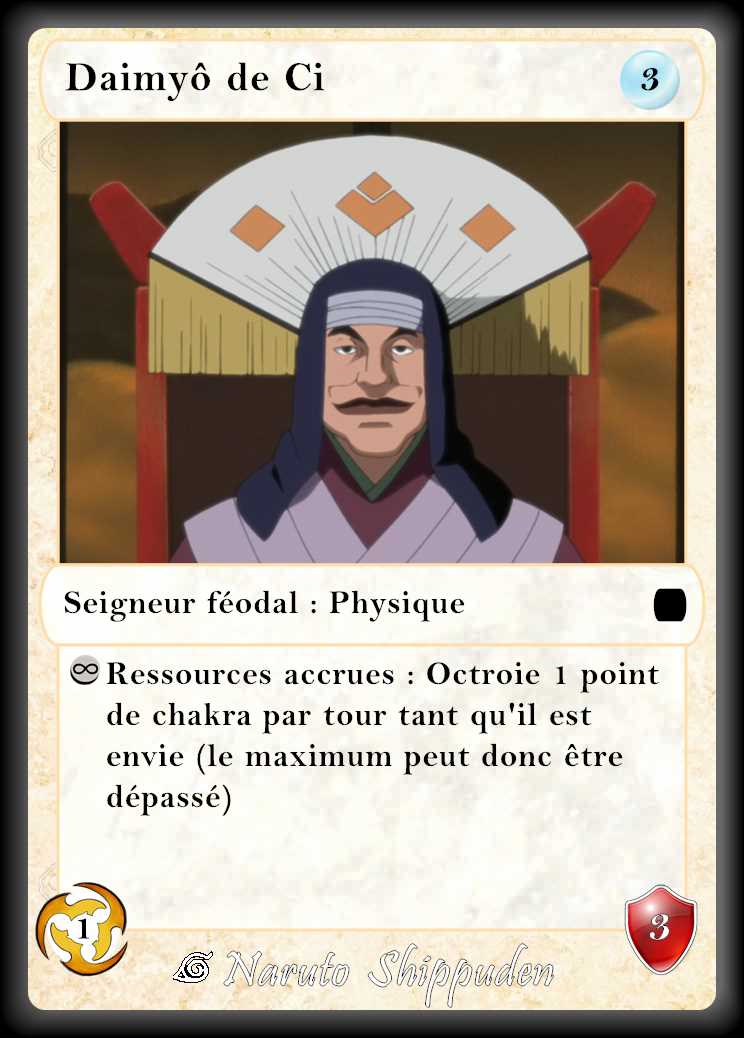 Daimyô de Ci
3
Seigneur féodal : Physique
Ressources accrues : Octroie 1 point
de chakra par tour tant qu'il est
envie (le maximum peut donc être
dépassé)
1
3
Naruto Shippuden